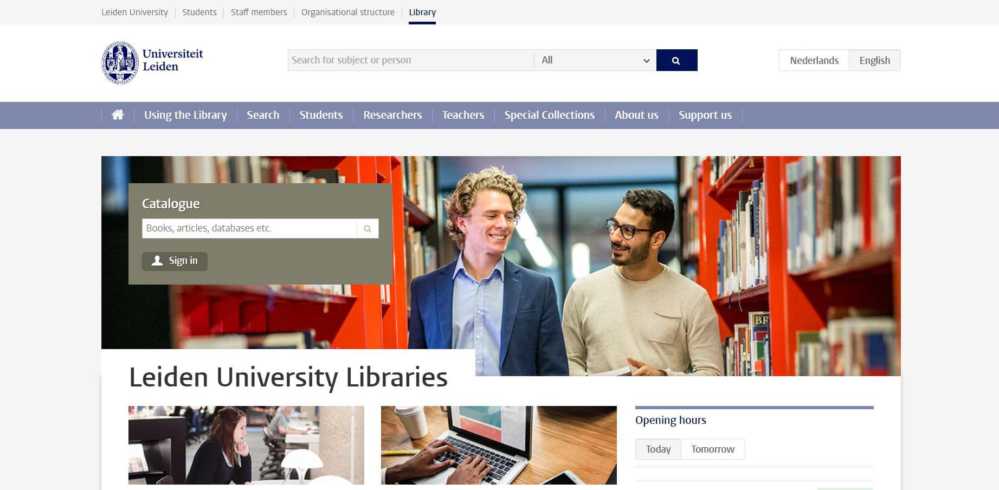 Leiden University
Students
Staff members
Organisational structure
Library
Universiteit
Leiden
Search for subject or person
All
Nederlands
English
Using the Library
Search
Students
Researchers
Teachers
Special Collections
About us
Support us
Catalogue
Books, articles, databases etc.
Sign in
BR
Leiden University Libraries
Opening hours
Today
Tomorrow